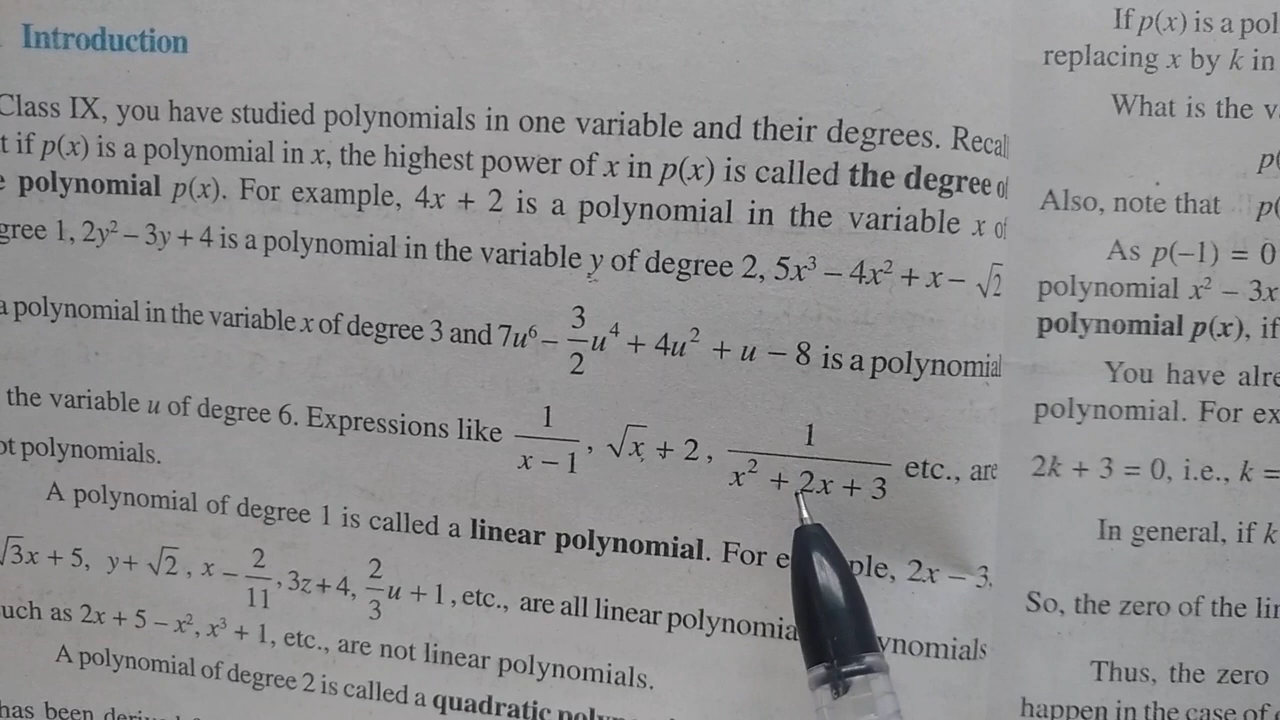 Introduction
Class IX, you have studied polynomials in one variable and their degrees. Recall
t if p(x) is a polynomial in x, the highest power of x in p(x) is called the degree of
e polynomial p(x). For example, 4x + 2 is a polynomial in the variable x of
gree 1, 2y² – 3y + 4 is a polynomial in the variable y of degree 2, 5x³ – 4x² + x – √2
a polynomial in the variable x of degree 3 and 7u⁶ – 3/2 u⁴ + 4u² + u – 8 is a polynomial
the variable u of degree 6. Expressions like 1/(x – 1), √x + 2, 1/(x² + 2x + 3) etc., are
ot polynomials.
A polynomial of degree 1 is called a linear polynomial. For e ple, 2x – 3,
√3x + 5, y + √2, x – 2/11, 3z + 4, 2/3 u + 1, etc., are all linear polynomia ynomials
uch as 2x + 5 – x², x³ + 1, etc., are not linear polynomials.
A polynomial of degree 2 is called a quadratic
has been
If p(x) is a pol
replacing x by k in
What is the v
p(
Also, note that p(
As p(–1) = 0
polynomial x² – 3x
polynomial p(x), if
You have alre
polynomial. For ex
2k + 3 = 0, i.e., k =
In general, if k
So, the zero of the lin
Thus, the zero
happen in the case of